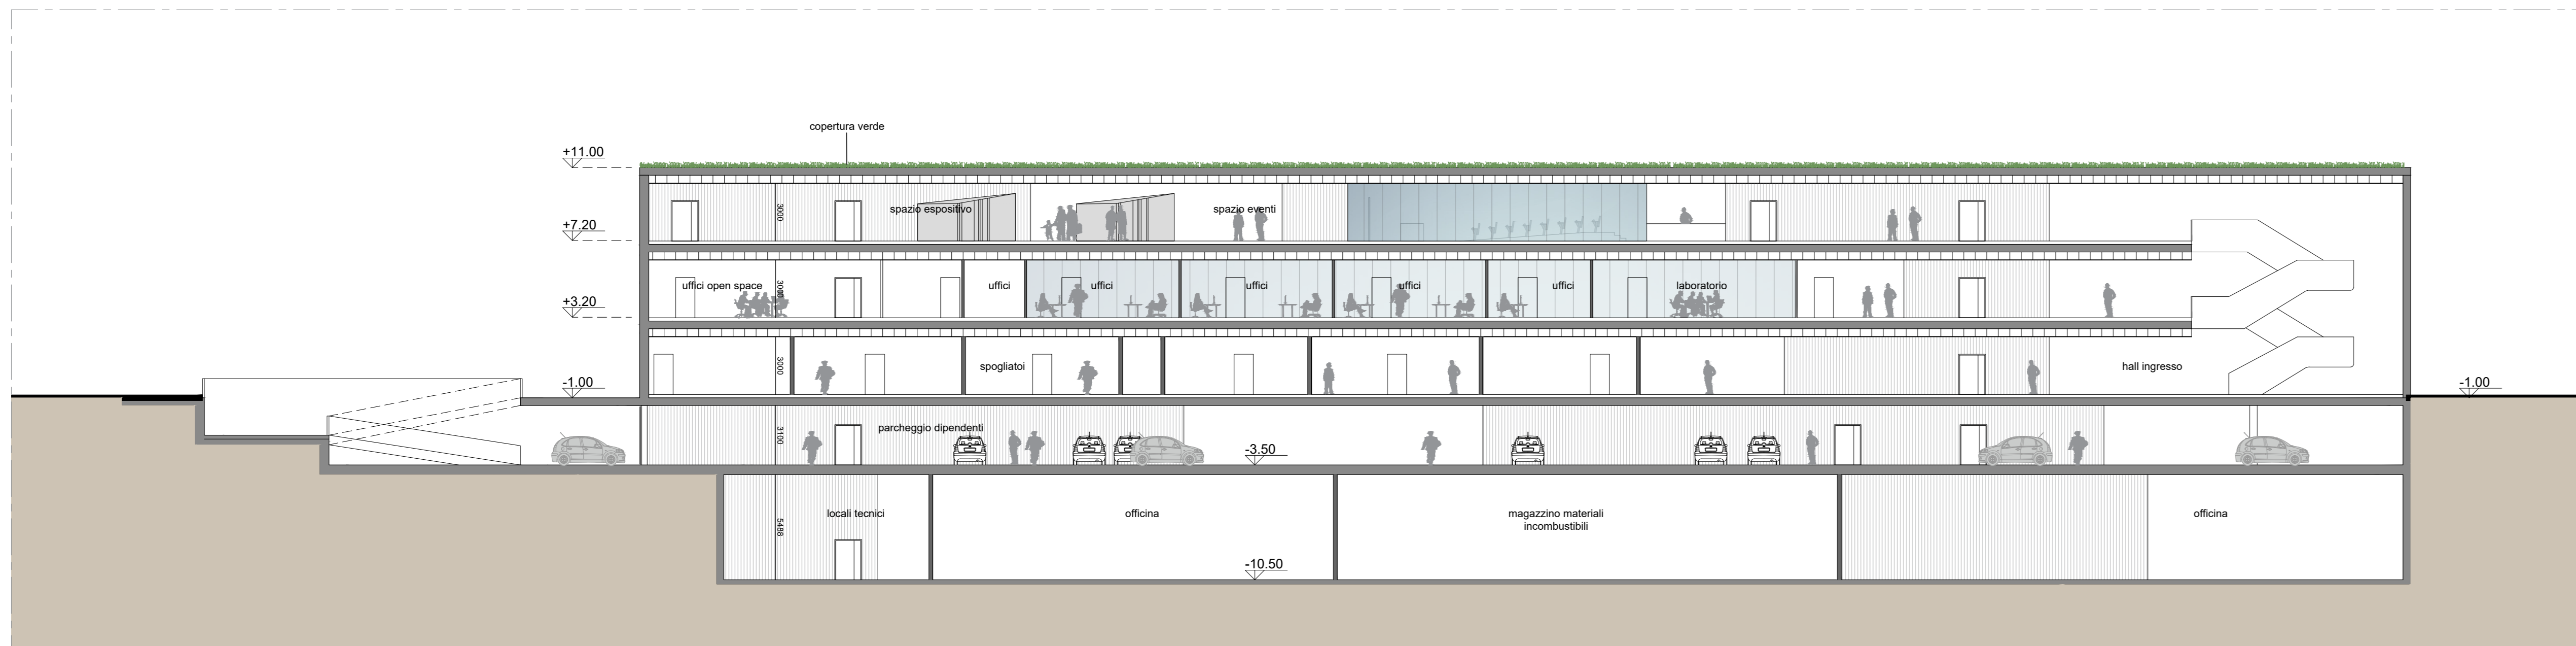 copertura verde
+11.00
spazio espositivo
spazio eventi
3000
+7.20
uffici open space
3000
uffici
uffici
uffici
uffici
uffici
laboratorio
+3.20
spogliatoi
3000
hall ingresso
-1.00
-1.00
parcheggio dipendenti
3100
-3.50
locali tecnici
5488
officina
magazzino materiali
incombustibili
officina
-10.50